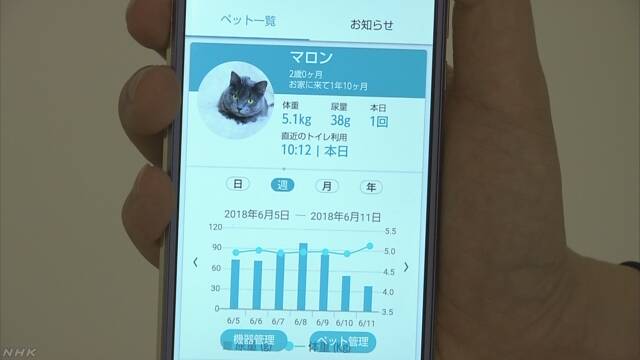 ペット一覧
お知らせ
マロン
2歳0ヶ月
お家に来て1年10ヶ月
体重 尿量 本日
5.1kg 38g 1回
直近のトイレ利用
10:12 | 本日
日 週 月 年
2018年6月5日 — 2018年6月11日
120 5.5
90 5.0
60 4.5
30 4.0
0 3.5
6/5 6/6 6/7 6/8 6/9 6/10 6/11
機器管理 ペット管理
尿量 (g) 体重 (kg)
NHK